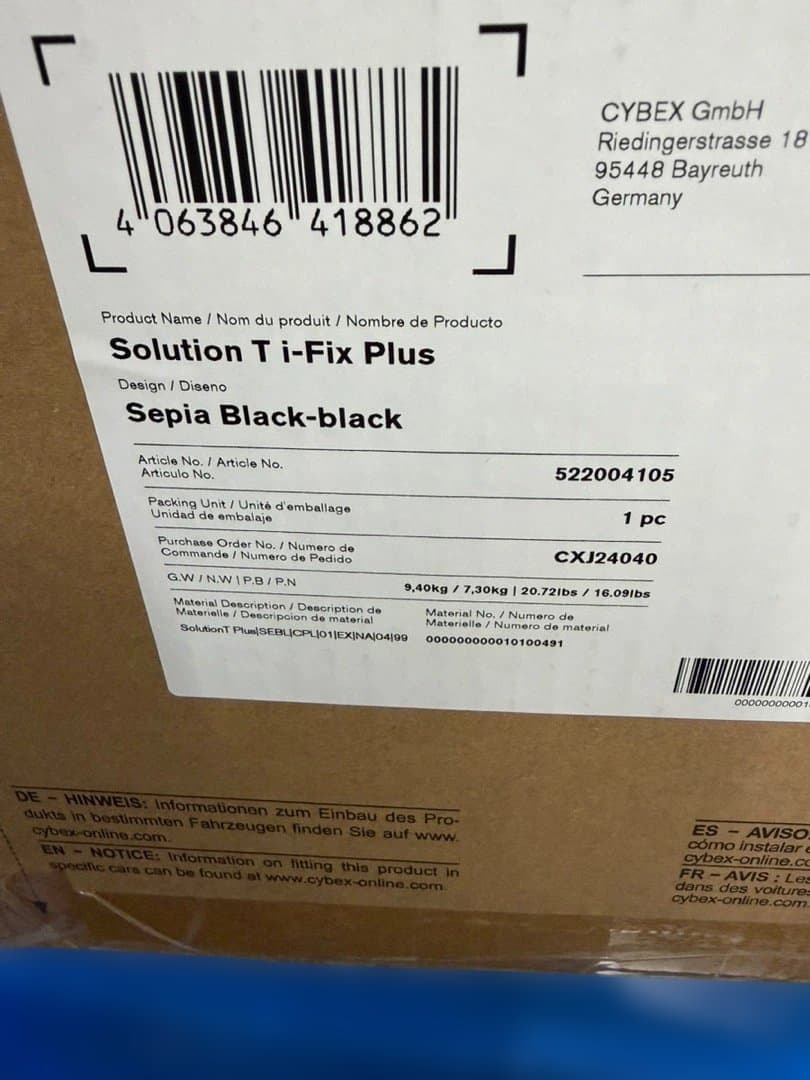 4 063846 418862
CYBEX GmbH
Riedingerstrasse 18
95448 Bayreuth
Germany
Product Name / Nom du produit / Nombre de Producto
Solution T i-Fix Plus
Design / Diseno
Sepia Black-black
Article No. / Article No.
Articulo No.
522004105
Packing Unit / Unité d'emballage
Unidad de embalaje
1 pc
Purchase Order No. / Numero de
Commande / Numero de Pedido
CXJ24040
G.W / N.W | P.B / P.N
9,40kg / 7,30kg | 20.72lbs / 16.09lbs
Material Description / Description de
Materielle / Descripcion de material
SolutionT Plus|SEBL|CPL|01|EX|NA|04|99
Material No. / Numero de
Materielle / Numero de material
000000000010100491
00000000001
DE - HINWEIS: Informationen zum Einbau des Pro-
dukts in bestimmten Fahrzeugen finden Sie auf www.
cybex-online.com.
EN - NOTICE: Information on fitting this product in
specific cars can be found at www.cybex-online.com.
ES - AVISO
cómo instalar
cybex-online.c
FR - AVIS : Les
dans des voitures
cybex-online.com